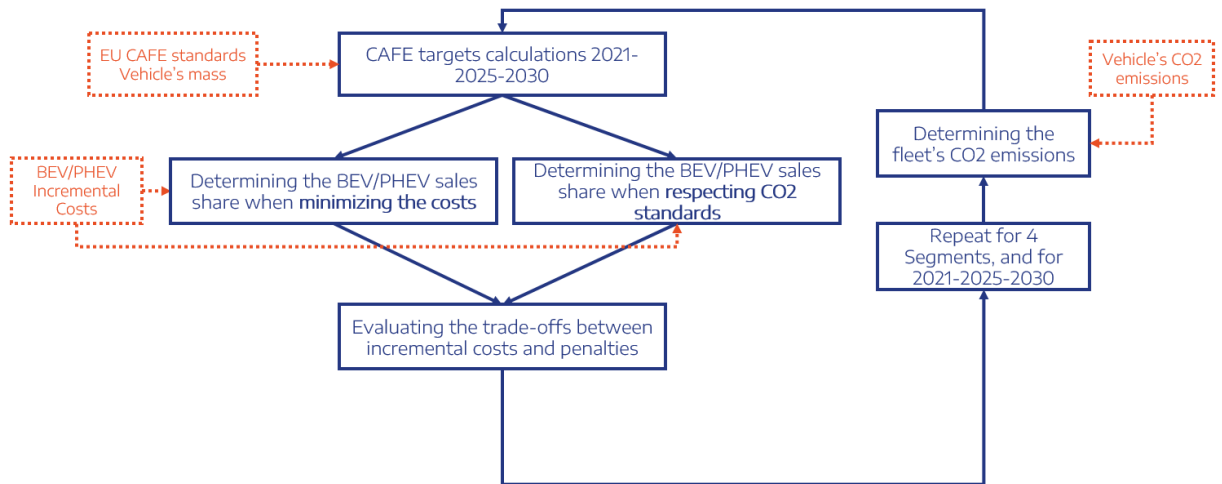 EU CAFE standards
Vehicle's mass
CAFE targets calculations 2021-
2025-2030
Vehicle's CO2
emissions
Determining the
fleet's CO2 emissions
BEV/PHEV
Incremental
Costs
Determining the BEV/PHEV sales
share when minimizing the costs
Determining the BEV/PHEV sales
share when respecting CO2
standards
Repeat for 4
Segments, and for
2021-2025-2030
Evaluating the trade-offs between
incremental costs and penalties